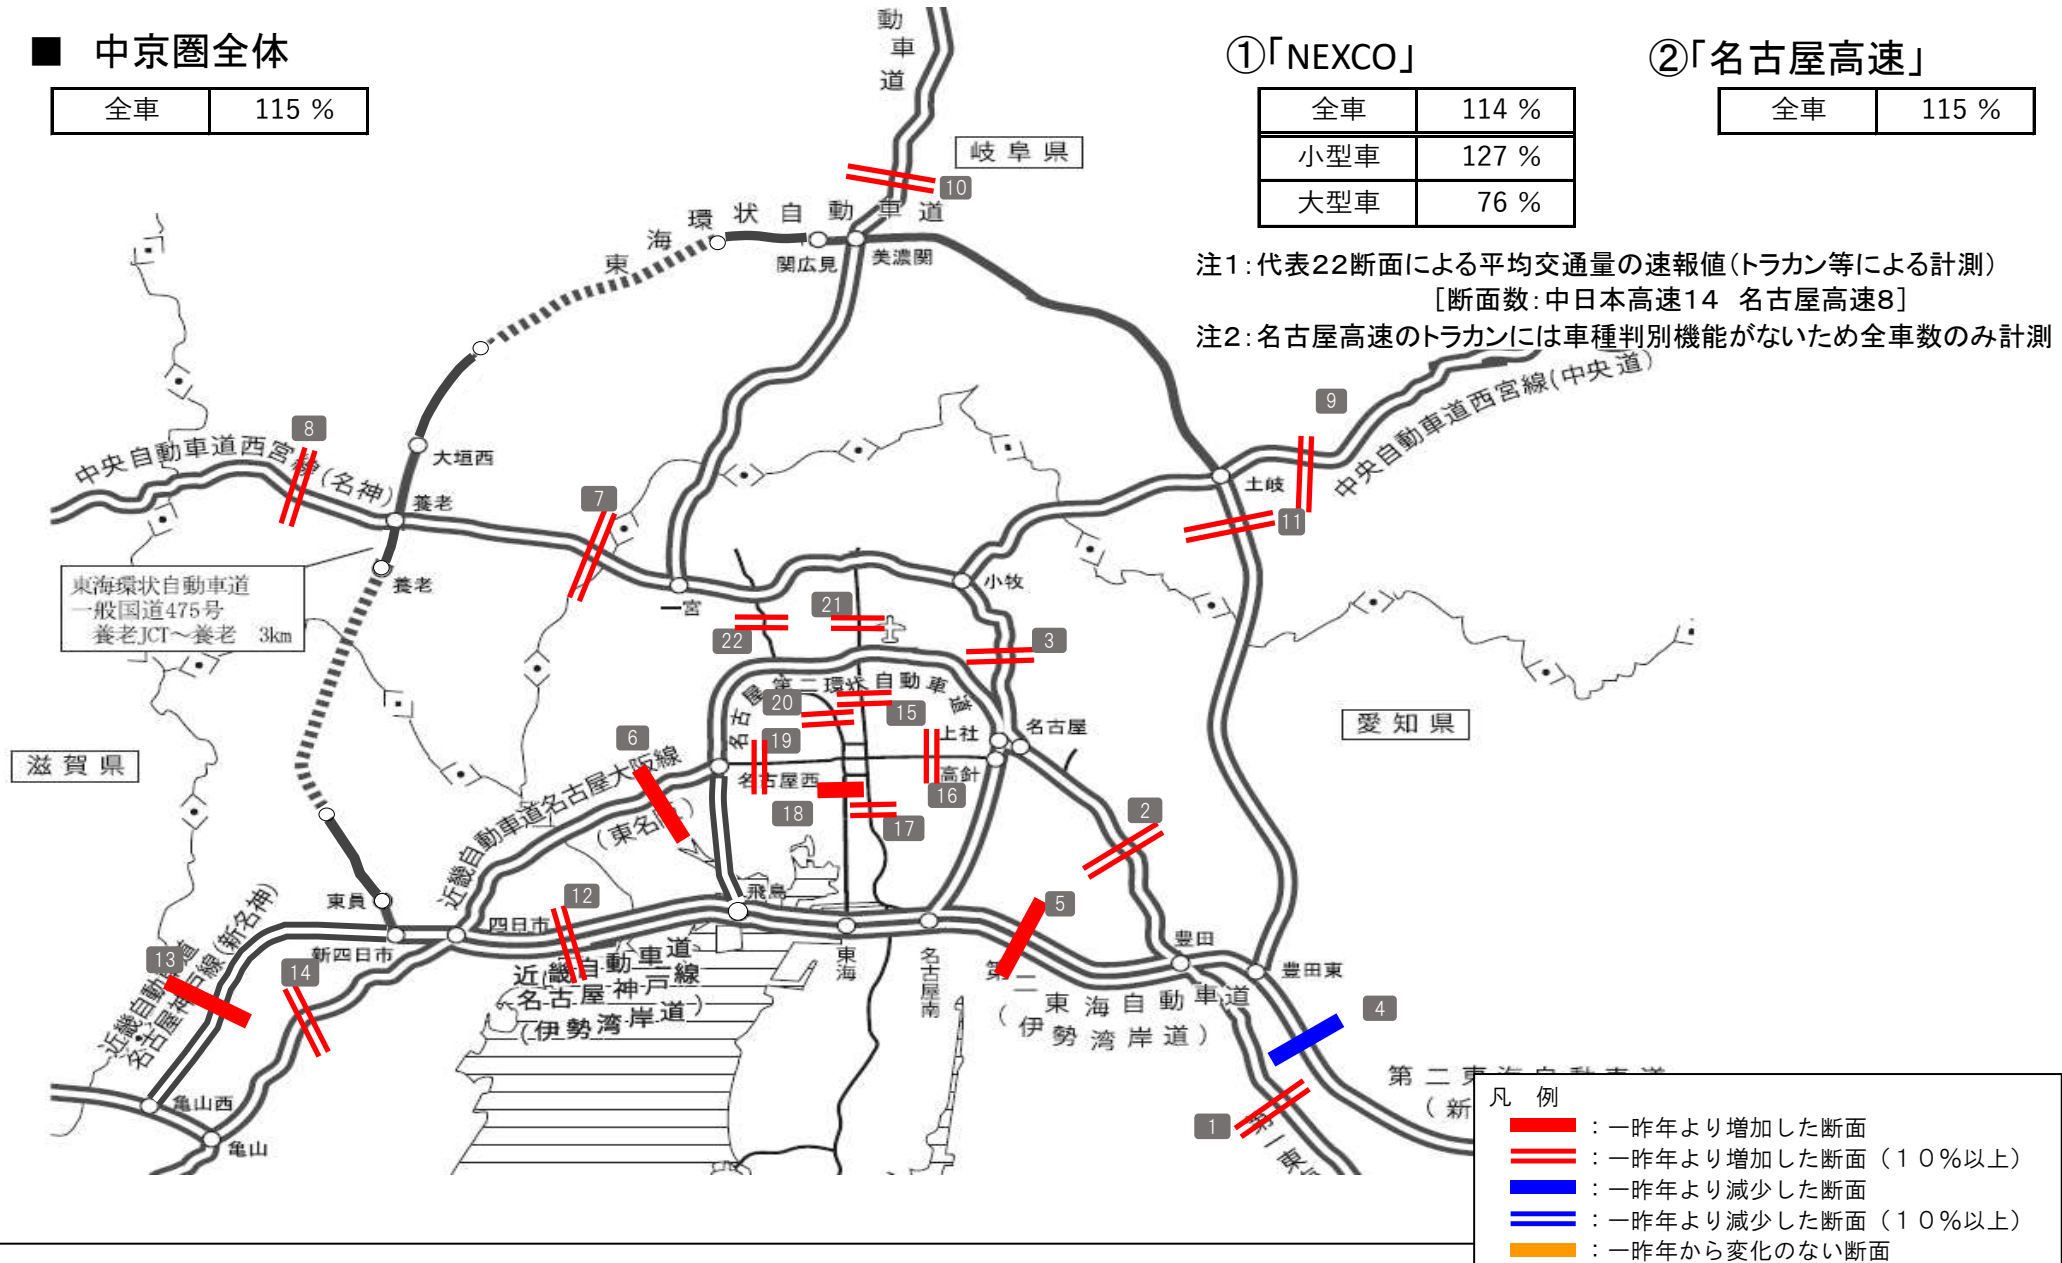 ■ 中京圏全体
全車 115 %
①「NEXCO」
全車 114 %
小型車 127 %
大型車 76 %
②「名古屋高速」
全車 115 %
注1：代表22断面による平均交通量の速報値（トラカン等による計測）
［断面数：中日本高速14 名古屋高速8］
注2：名古屋高速のトラカンには車種判別機能がないため全車数のみ計測
動車道
岐阜県
10
東海環状自動車道
関広見
美濃関
9
中央自動車道西宮線(中央道)
8
中央自動車道西宮線(名神)
大垣西
養老
7
土岐
11
養老
東海環状自動車道
一般国道475号
養老JCT～養老 3km
一宮
小牧
21
22
3
名古屋第二環状自動車道
20
15
19
上社
名古屋
愛知県
滋賀県
6
名古屋西
高針
16
18
17
2
近畿自動車道名古屋大阪線
(東名阪)
飛島
東員
12
5
四日市
新四日市
13
14
近畿自動車道
名古屋神戸線(新名神)
近畿自動車道
名古屋神戸線
(伊勢湾岸道)
東海
名古屋南
豊田
豊田東
第二東海自動車道
(伊勢湾岸道)
4
亀山西
亀山
1
第一東
第二東海自動車道
(新
凡 例
：一昨年より増加した断面
：一昨年より増加した断面（１０％以上）
：一昨年より減少した断面
：一昨年より減少した断面（１０％以上）
：一昨年から変化のない断面